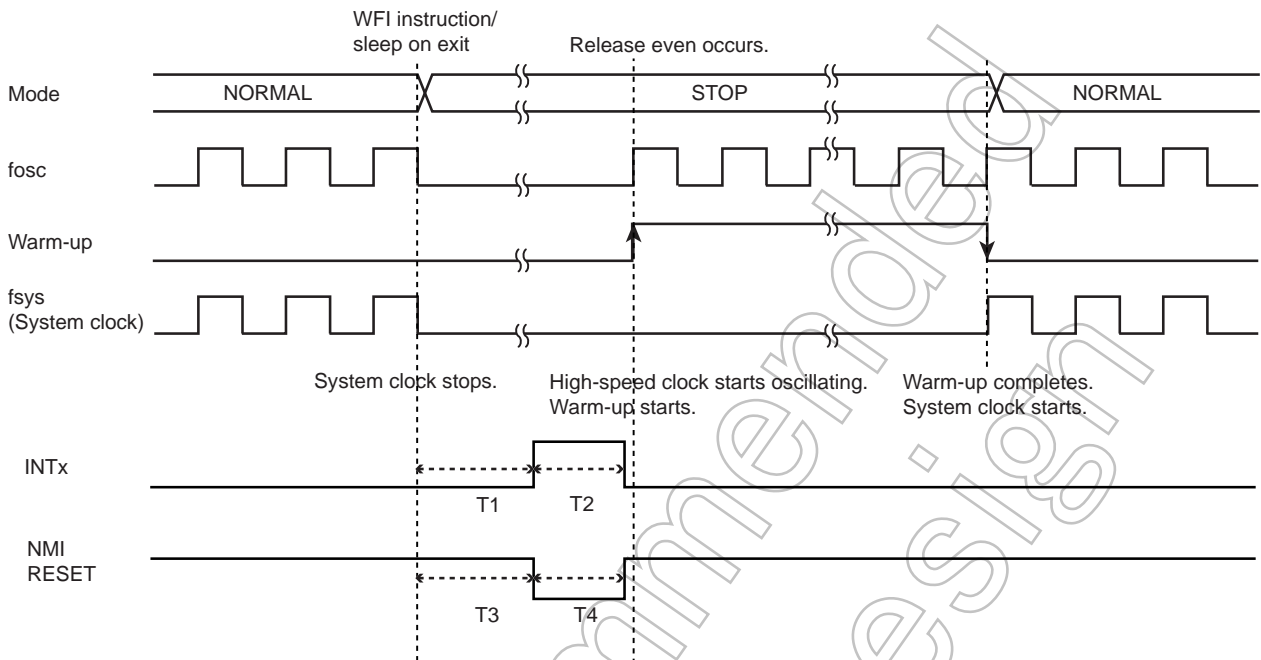 WFI instruction/
sleep on exit
Release even occurs.
Mode
NORMAL
STOP
NORMAL
fosc
Warm-up
fsys
(System clock)
System clock stops.
High-speed clock starts oscillating.
Warm-up starts.
Warm-up completes.
System clock starts.
INTx
T1
T2
NMI
RESET
T3
T4
mmended
esign